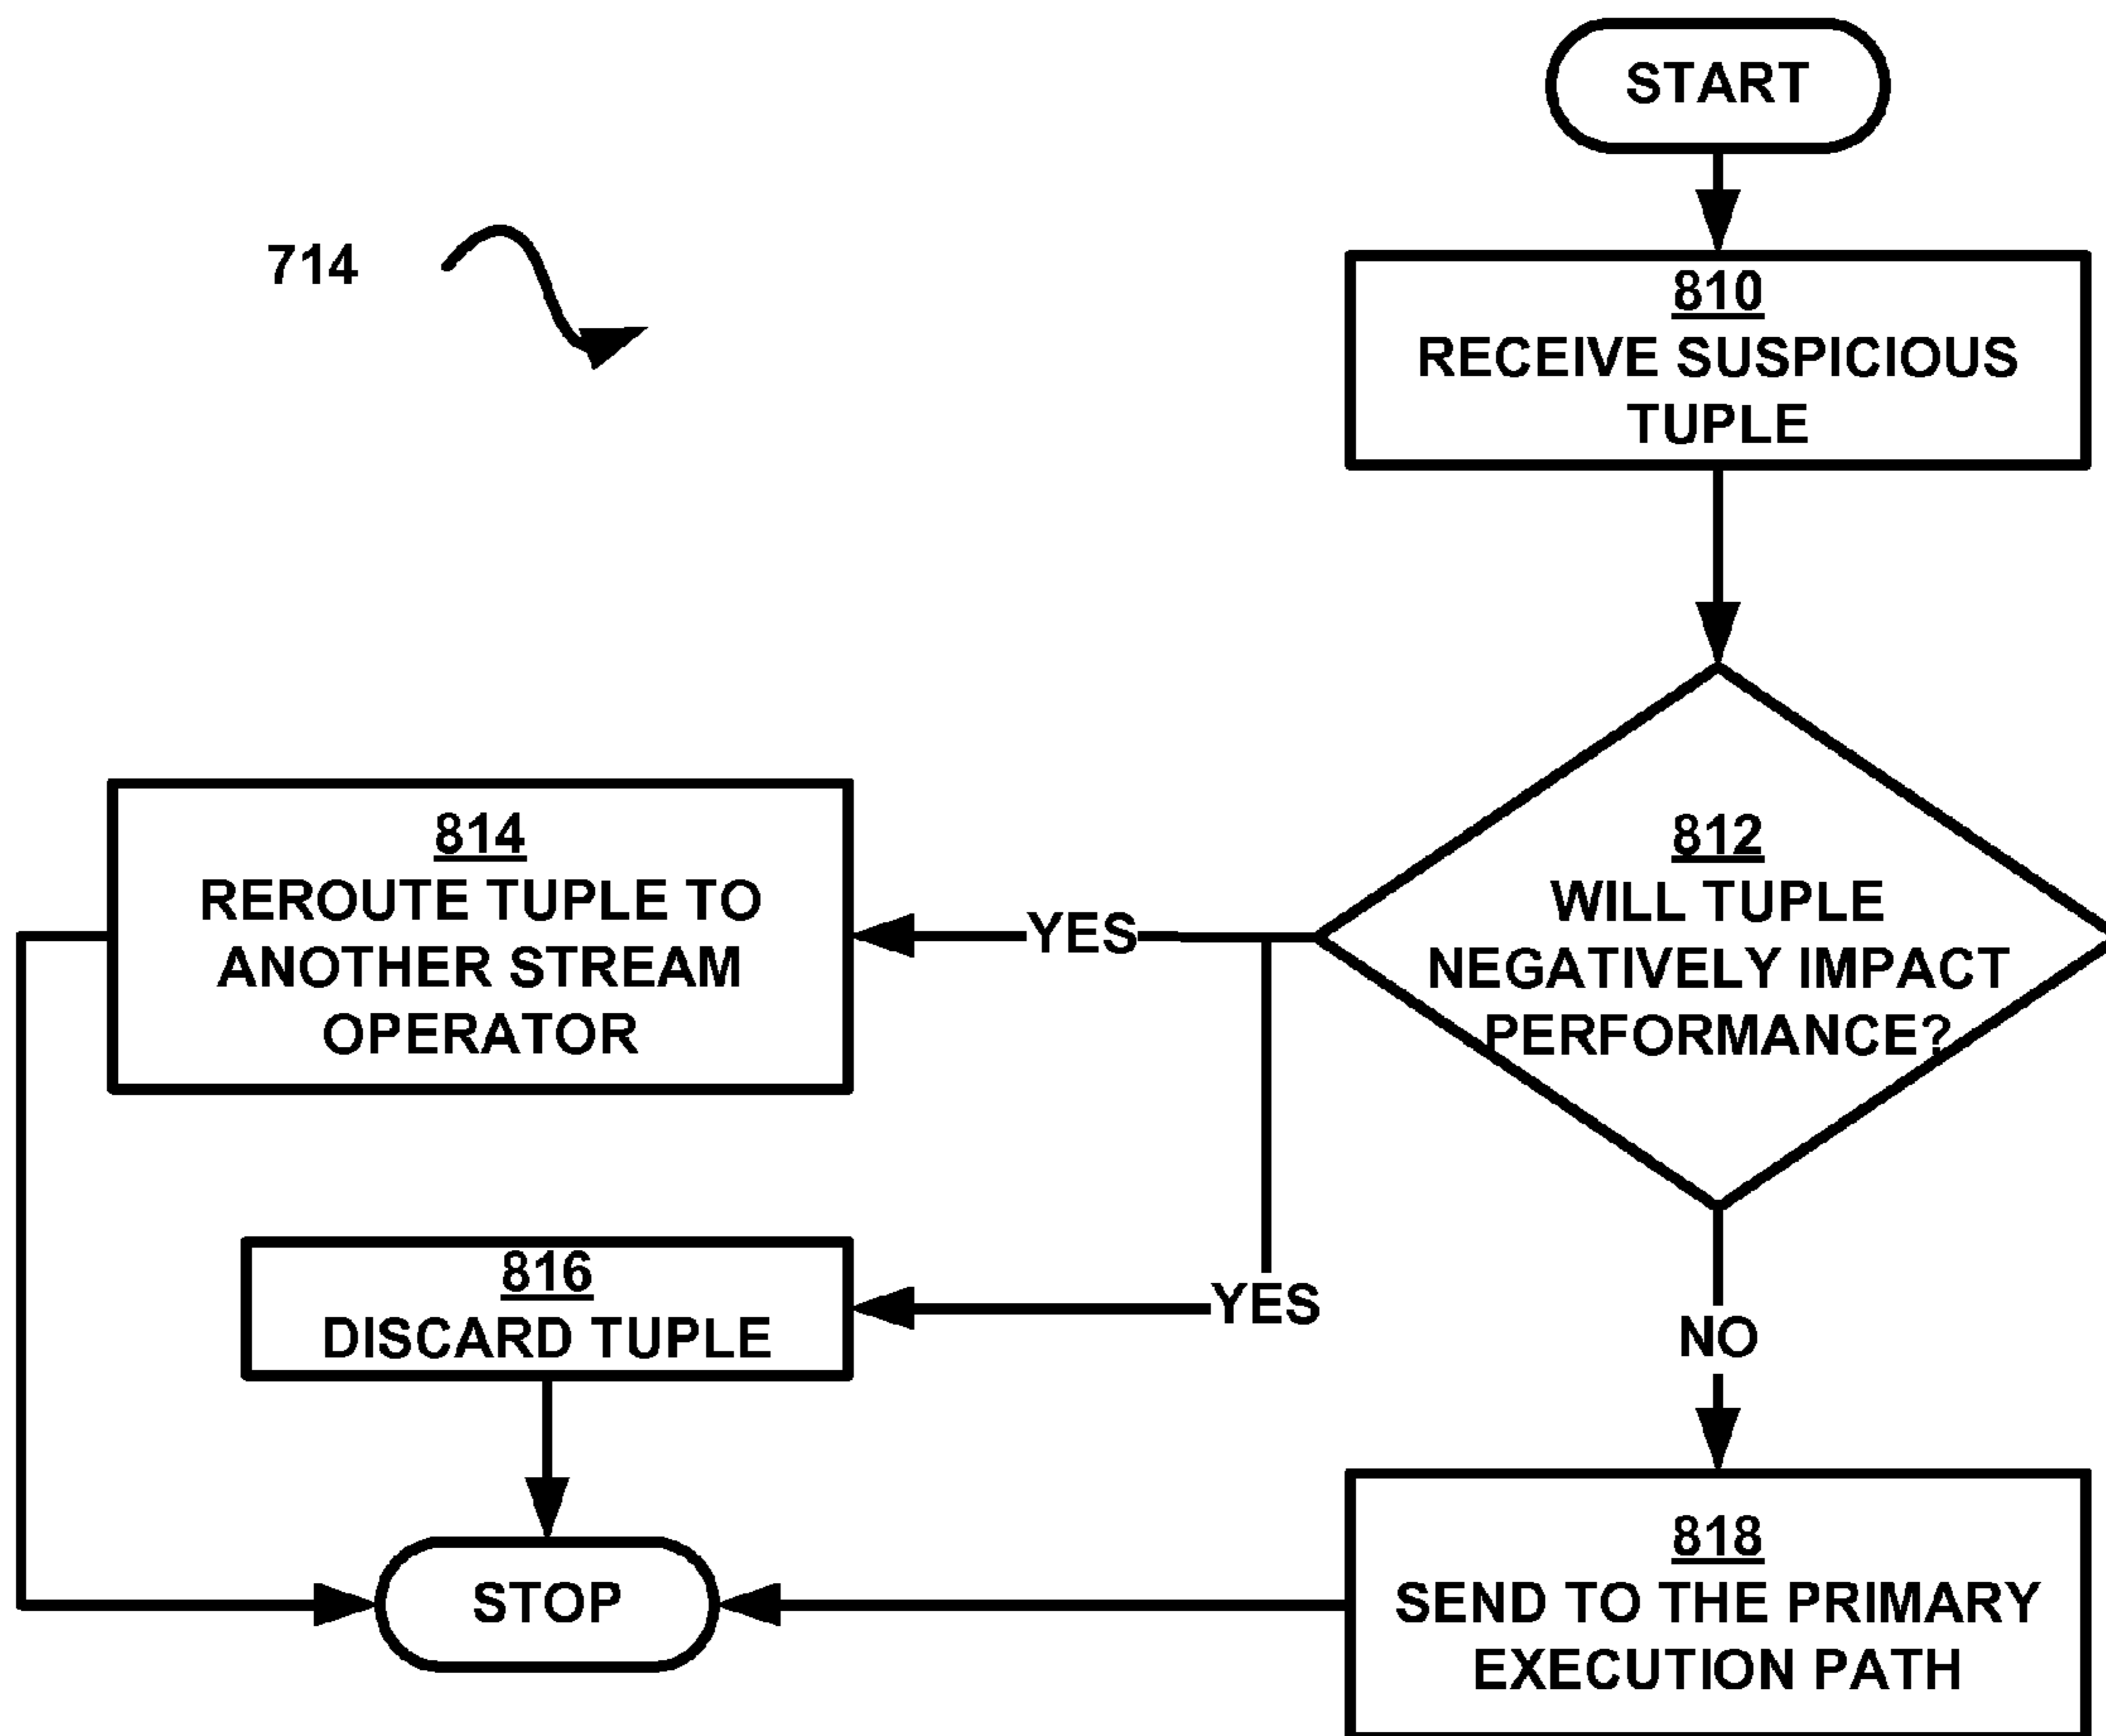 START
714
810
RECEIVE SUSPICIOUS
TUPLE
812
WILL TUPLE
NEGATIVELY IMPACT
PERFORMANCE?
814
REROUTE TUPLE TO
ANOTHER STREAM
OPERATOR
YES
816
DISCARD TUPLE
YES
NO
818
SEND TO THE PRIMARY
EXECUTION PATH
STOP